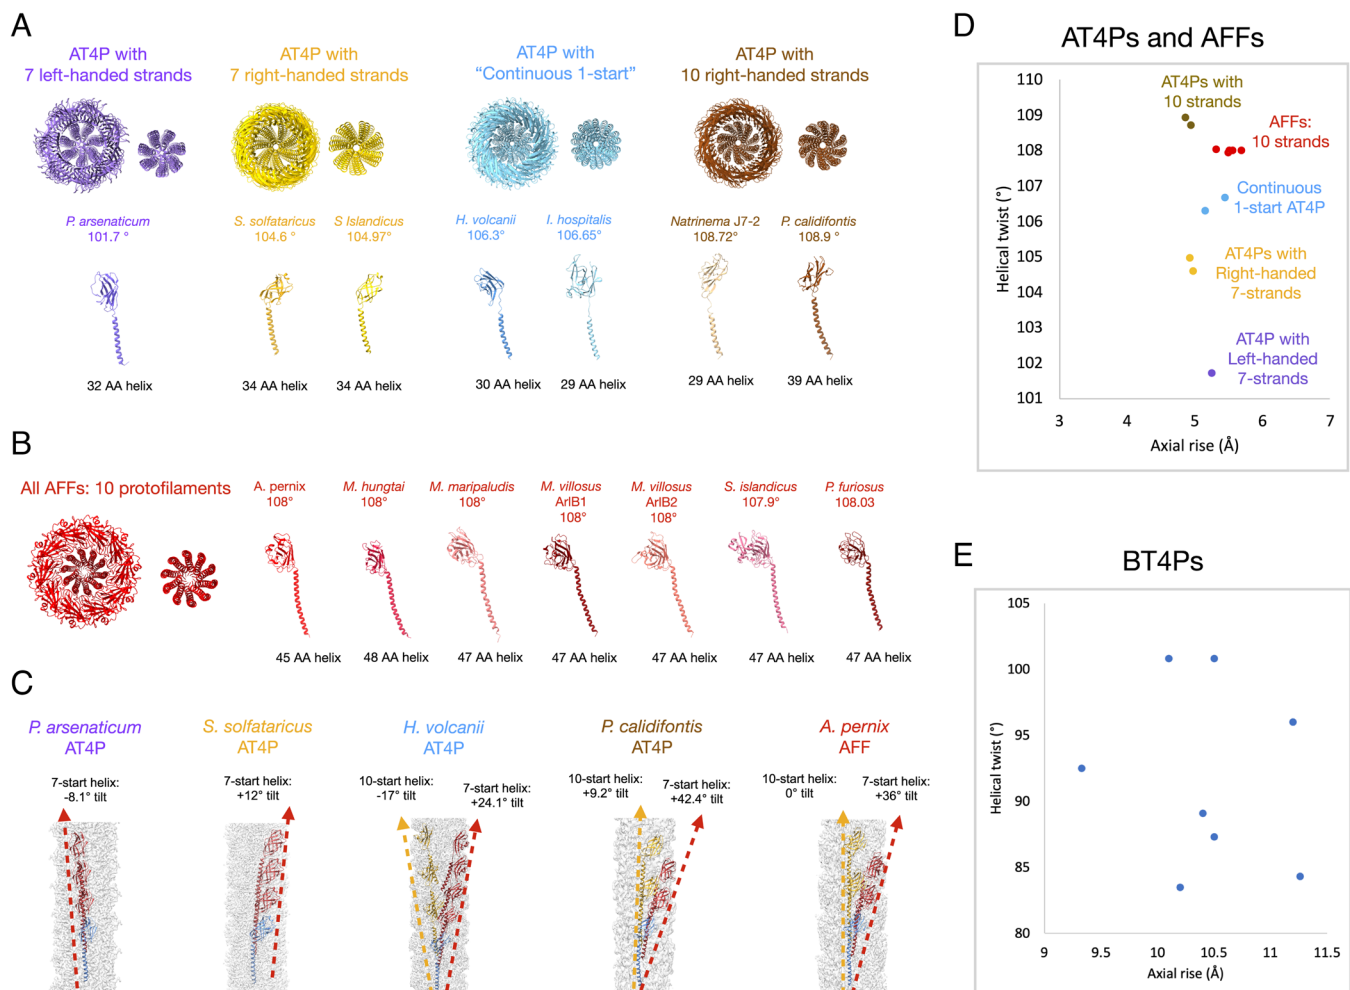 A
AT4P with
7 left-handed strands
AT4P with
7 right-handed strands
AT4P with
“Continuous 1-start”
AT4P with
10 right-handed strands
P. arsenaticum
101.7 °
S. solfataricus
104.6 °
S Islandicus
104.97°
H. volcanii
106.3°
I. hospitalis
106.65°
Natrinema J7-2
108.72°
P. calidifontis
108.9 °
32 AA helix
34 AA helix
34 AA helix
30 AA helix
29 AA helix
29 AA helix
39 AA helix
B
All AFFs: 10 protofilaments
A. pernix
108°
M. hungtai
108°
M. maripaludis
108°
M. villosus
ArlB1
108°
M. villosus
ArlB2
108°
S. islandicus
107.9°
P. furiosus
108.03
45 AA helix
48 AA helix
47 AA helix
47 AA helix
47 AA helix
47 AA helix
47 AA helix
C
P. arsenaticum
AT4P
S. solfataricus
AT4P
H. volcanii
AT4P
P. calidifontis
AT4P
A. pernix
AFF
7-start helix:
-8.1° tilt
7-start helix:
+12° tilt
10-start helix:
-17° tilt
7-start helix:
+24.1° tilt
10-start helix:
+9.2° tilt
7-start helix:
+42.4° tilt
10-start helix:
0° tilt
7-start helix:
+36° tilt
D
AT4Ps and AFFs
110
109
108
107
106
105
104
103
102
101
Helical twist (°)
AT4Ps with
10 strands
AFFs:
10 strands
Continuous
1-start AT4P
AT4Ps with
Right-handed
7-strands
AT4P with
Left-handed
7-strands
3
4
5
6
7
Axial rise (Å)
E
BT4Ps
105
100
95
90
85
80
Helical twist (°)
9
9.5
10
10.5
11
11.5
Axial rise (Å)